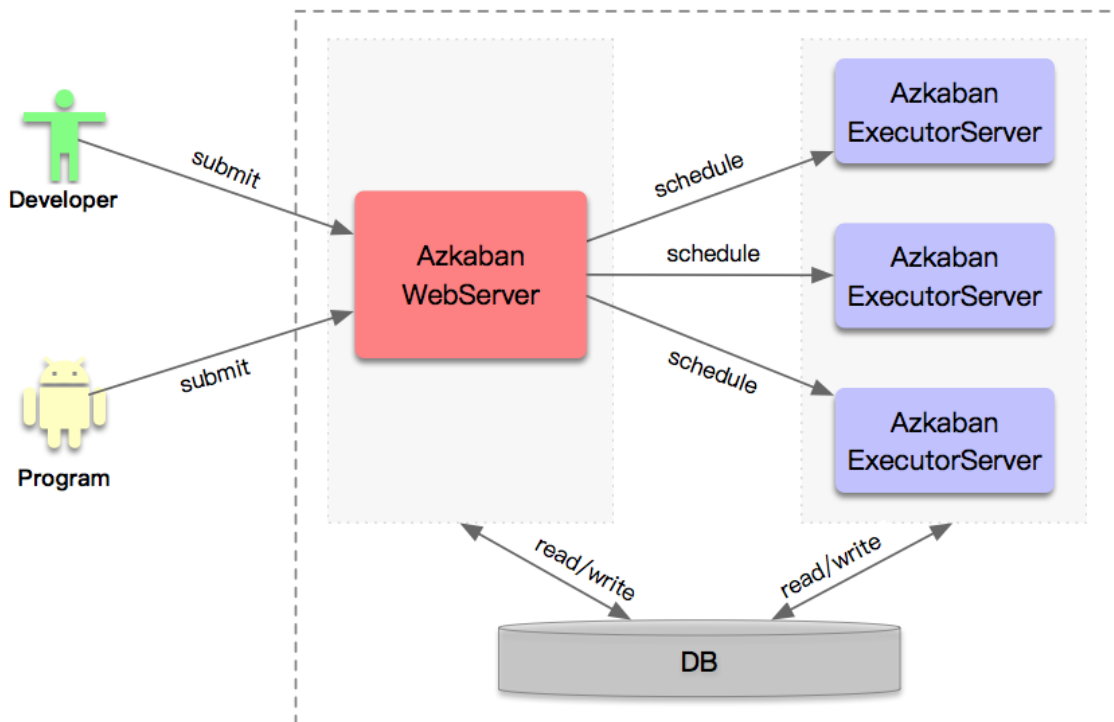 Azkaban
ExecutorServer
submit
Developer
schedule
Azkaban
WebServer
schedule
Azkaban
ExecutorServer
submit
schedule
Azkaban
ExecutorServer
Program
read/write
read/write
DB